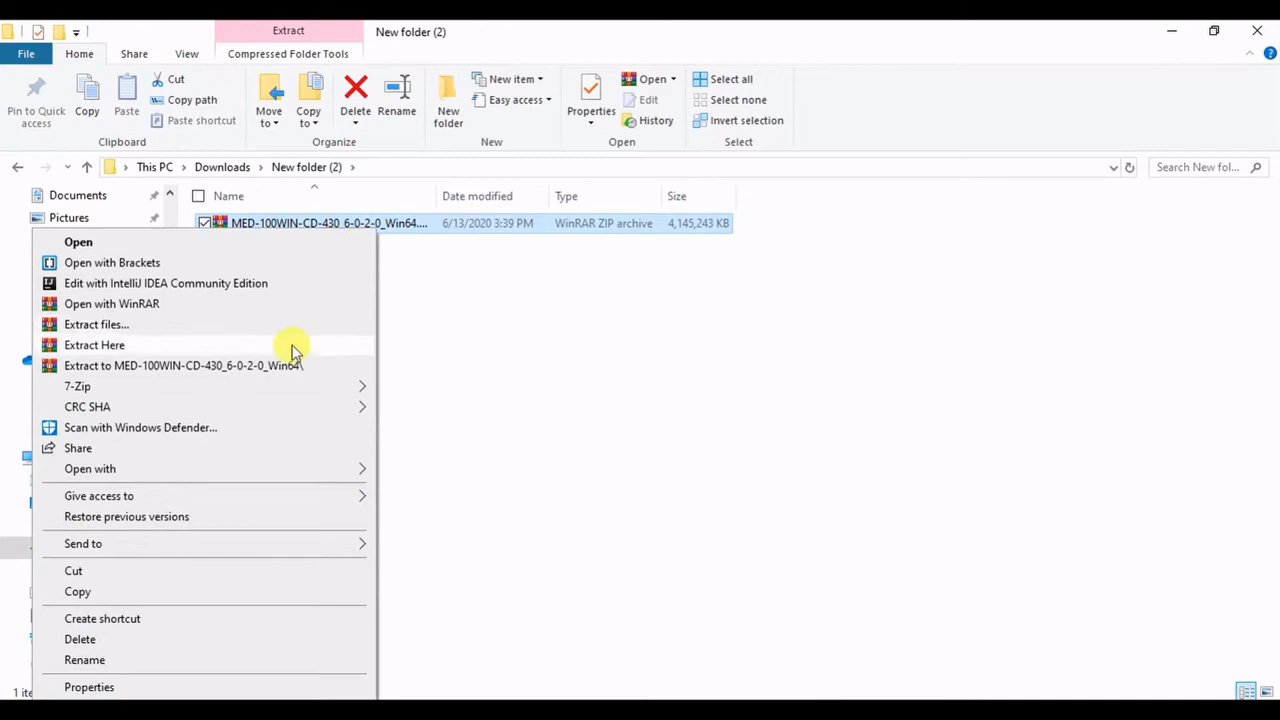 Extract
New folder (2)
File
Home
Share
View
Compressed Folder Tools
Pin to Quick access
Copy
Paste
Cut
Copy path
Paste shortcut
Clipboard
Move to
Copy to
Delete
Rename
Organize
New folder
New item
Easy access
New
Properties
Open
Edit
History
Open
Select all
Select none
Invert selection
Select
This PC > Downloads > New folder (2) >
Search New fol...
Documents
Pictures
Name
Date modified
Type
Size
MED-100WIN-CD-430_6-0-2-0_Win64....
6/13/2020 3:39 PM
WinRAR ZIP archive
4,145,243 KB
Open
Open with Brackets
Edit with IntelliJ IDEA Community Edition
Open with WinRAR
Extract files...
Extract Here
Extract to MED-100WIN-CD-430_6-0-2-0_Win64\
7-Zip
CRC SHA
Scan with Windows Defender...
Share
Open with
Give access to
Restore previous versions
Send to
Cut
Copy
Create shortcut
Delete
Rename
Properties
1 ite